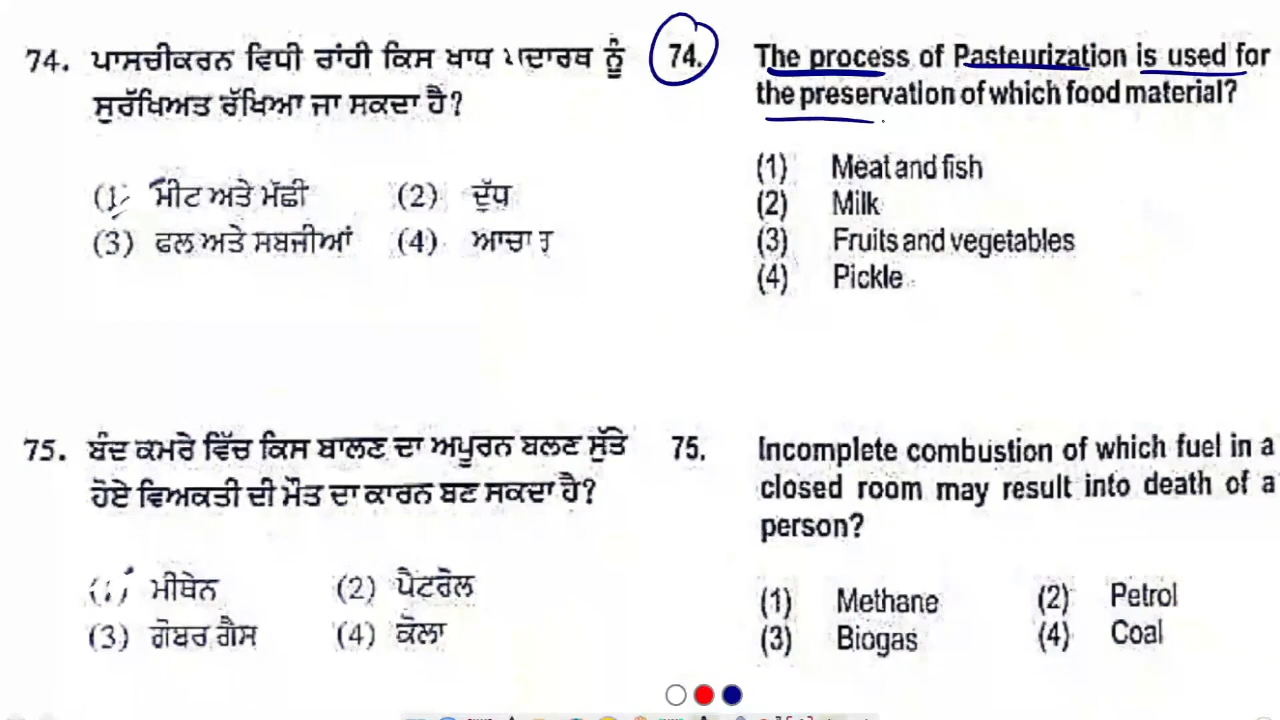 74. ਪਾਸਚੀਕਰਨ ਵਿਧੀ ਰਾਂਹੀ ਕਿਸ ਖਾਧ ਪਦਾਰਥ ਨੂੰ
ਸੁਰੱਖਿਅਤ ਰੱਖਿਆ ਜਾ ਸਕਦਾ ਹੈ?
(1) ਮੀਟ ਅਤੇ ਮੱਛੀ (2) ਦੁੱਧ
(3) ਫਲ ਅਤੇ ਸਬਜੀਆਂ (4) ਆਚਾਰ
74. The process of Pasteurization is used for
the preservation of which food material?
(1) Meat and fish
(2) Milk
(3) Fruits and vegetables
(4) Pickle
75. ਬੰਦ ਕਮਰੇ ਵਿੱਚ ਕਿਸ ਬਾਲਣ ਦਾ ਅਪੂਰਨ ਬਲਣ ਸੁੱਤੇ
ਹੋਏ ਵਿਅਕਤੀ ਦੀ ਮੌਤ ਦਾ ਕਾਰਨ ਬਣ ਸਕਦਾ ਹੈ?
(1) ਮੀਥੇਨ (2) ਪੈਟਰੋਲ
(3) ਗੋਬਰ ਗੈਸ (4) ਕੋਲਾ
75. Incomplete combustion of which fuel in a
closed room may result into death of a
person?
(1) Methane (2) Petrol
(3) Biogas (4) Coal